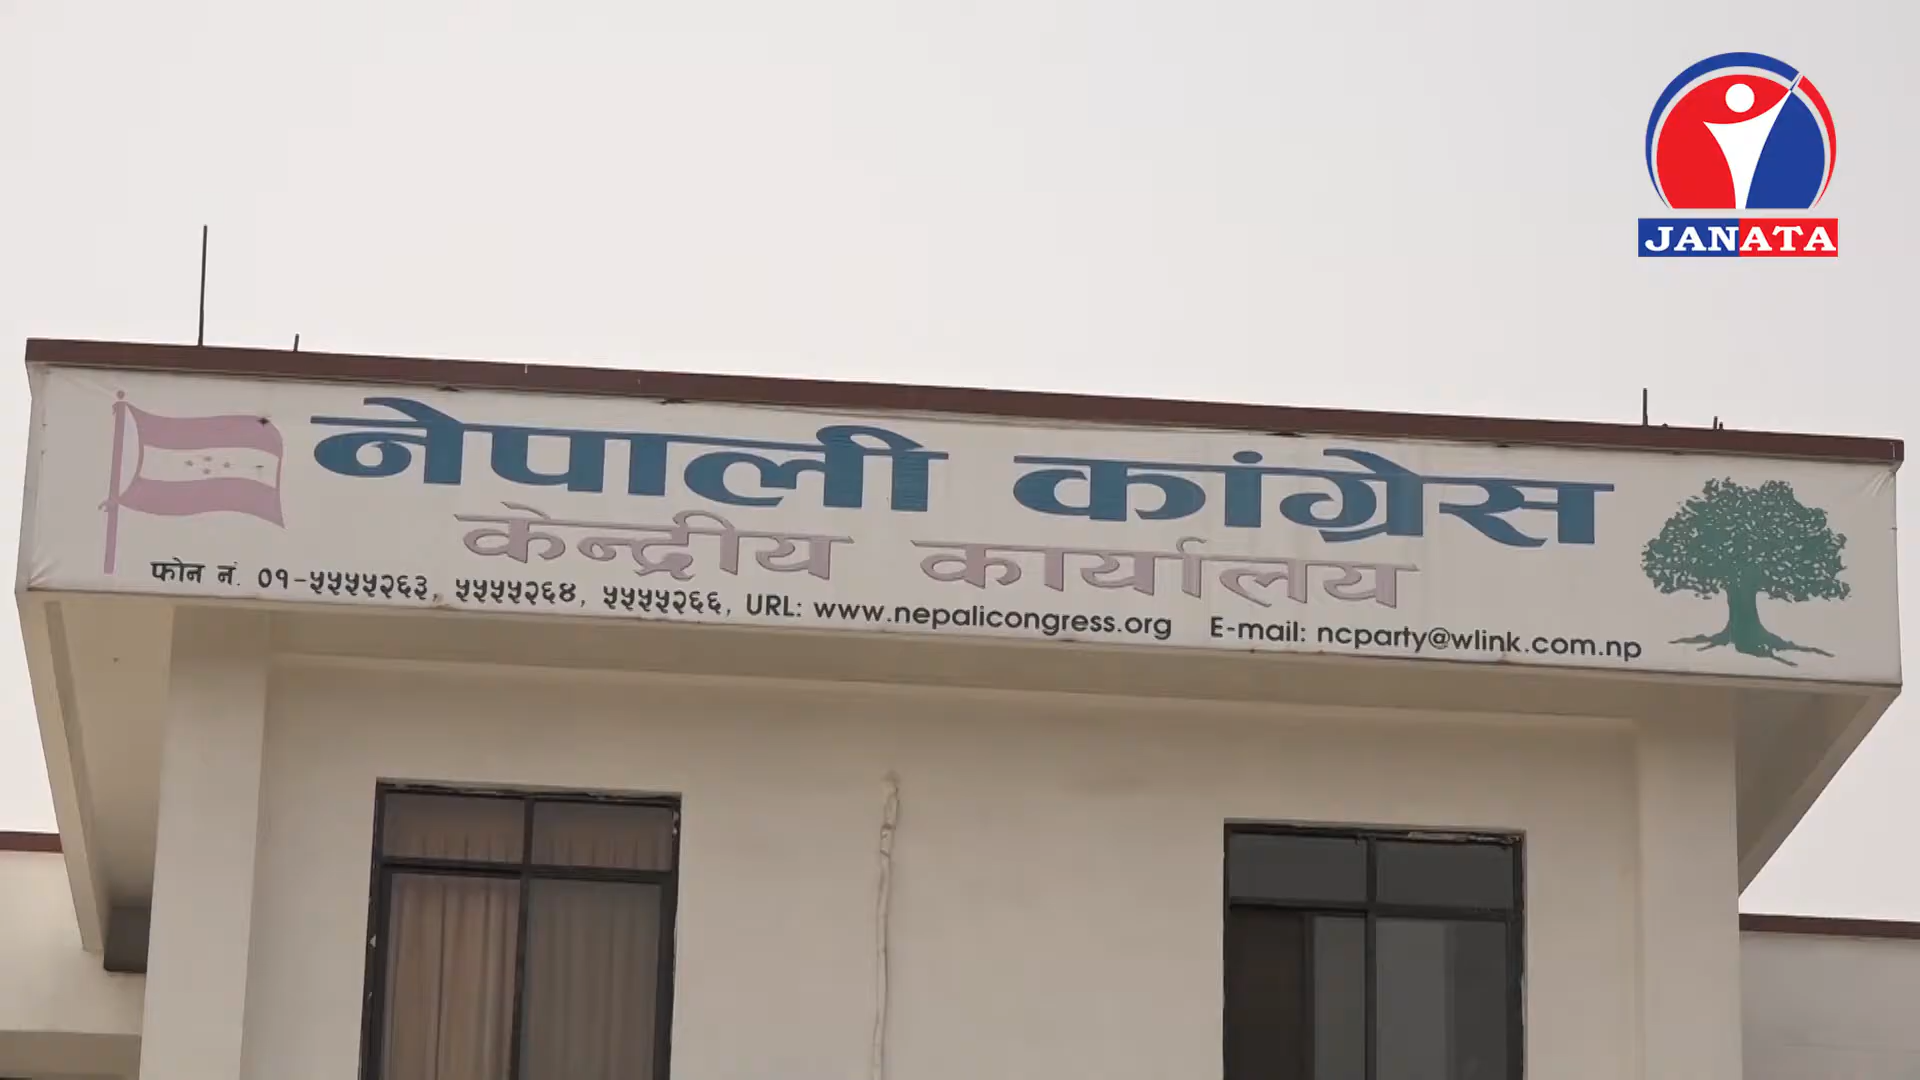 JANATA
नेपाली कांग्रेस
केन्द्रीय कार्यालय
फोन नं. ०१-५५५५२६३, ५५५५२६४, ५५५५२६६, URL: www.nepalicongress.org E-mail: ncparty@wlink.com.np